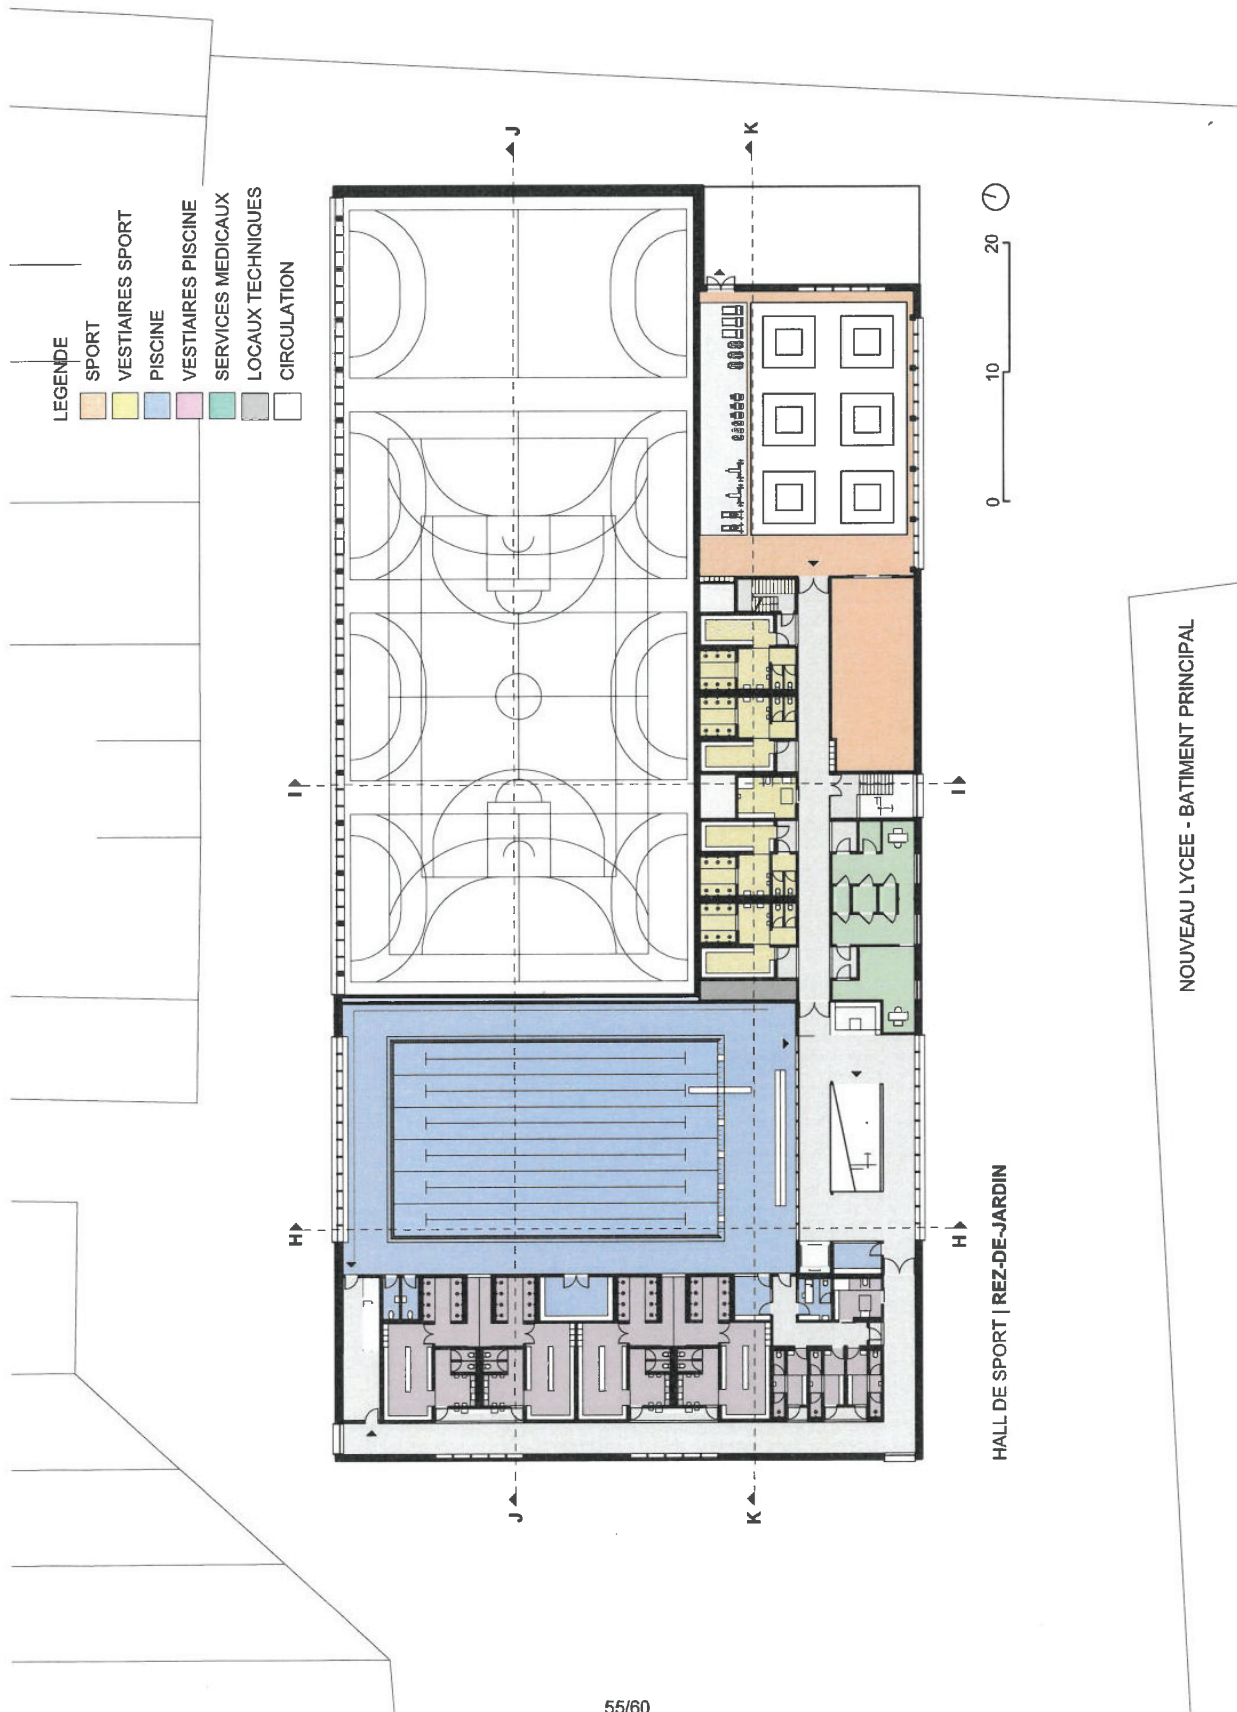 LEGENDE
SPORT
VESTIAIRES SPORT
PISCINE
VESTIAIRES PISCINE
SERVICES MEDICAUX
LOCAUX TECHNIQUES
CIRCULATION
J
K
I
I
H
H
J
K
0 10 20
HALL DE SPORT | REZ-DE-JARDIN
NOUVEAU LYCEE - BATIMENT PRINCIPAL
55/60